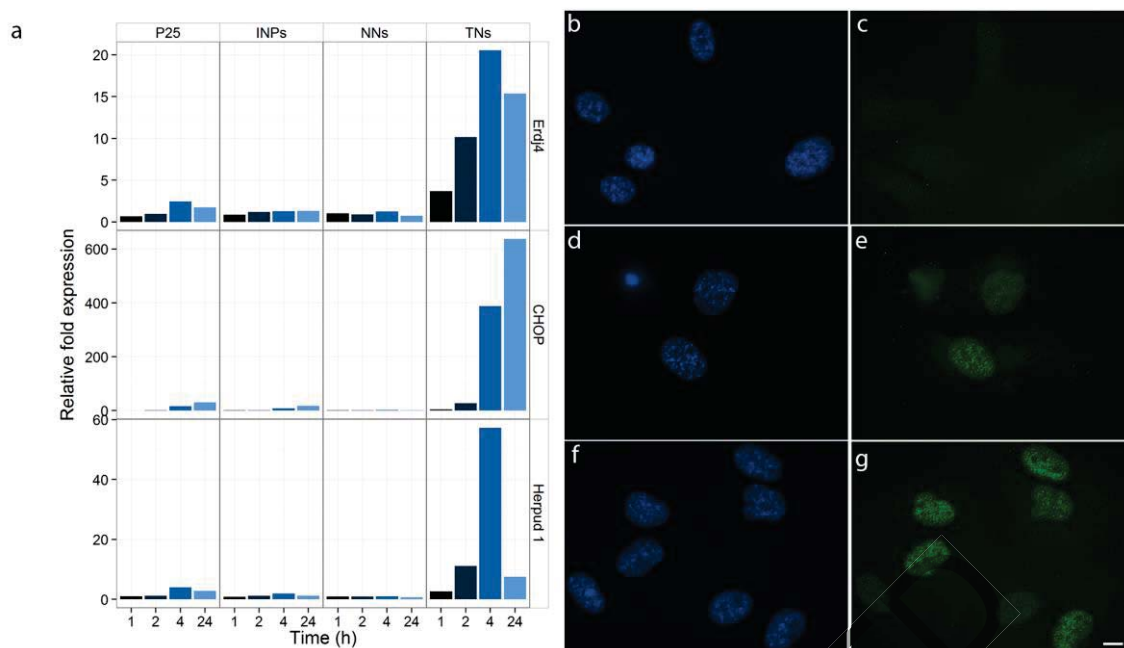 a
P25 INPs NNs TNs
20
15
10
5
0
Erdj4
600
400
200
0
CHOP
60
40
20
0
Herpud 1
Relative fold expression
1 2 4 24 1 2 4 24 1 2 4 24 1 2 4 24
Time (h)
b
c
d
e
f
g